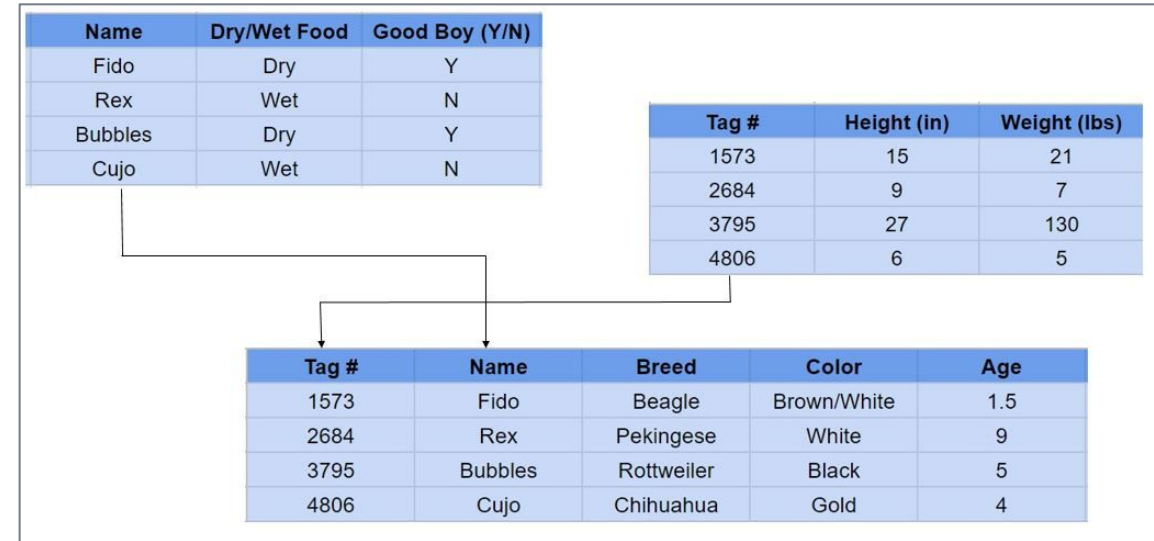 Name Dry/Wet Food Good Boy (Y/N)
Fido Dry Y
Rex Wet N
Bubbles Dry Y
Cujo Wet N
Tag # Height (in) Weight (lbs)
1573 15 21
2684 9 7
3795 27 130
4806 6 5
Tag # Name Breed Color Age
1573 Fido Beagle Brown/White 1.5
2684 Rex Pekingese White 9
3795 Bubbles Rottweiler Black 5
4806 Cujo Chihuahua Gold 4